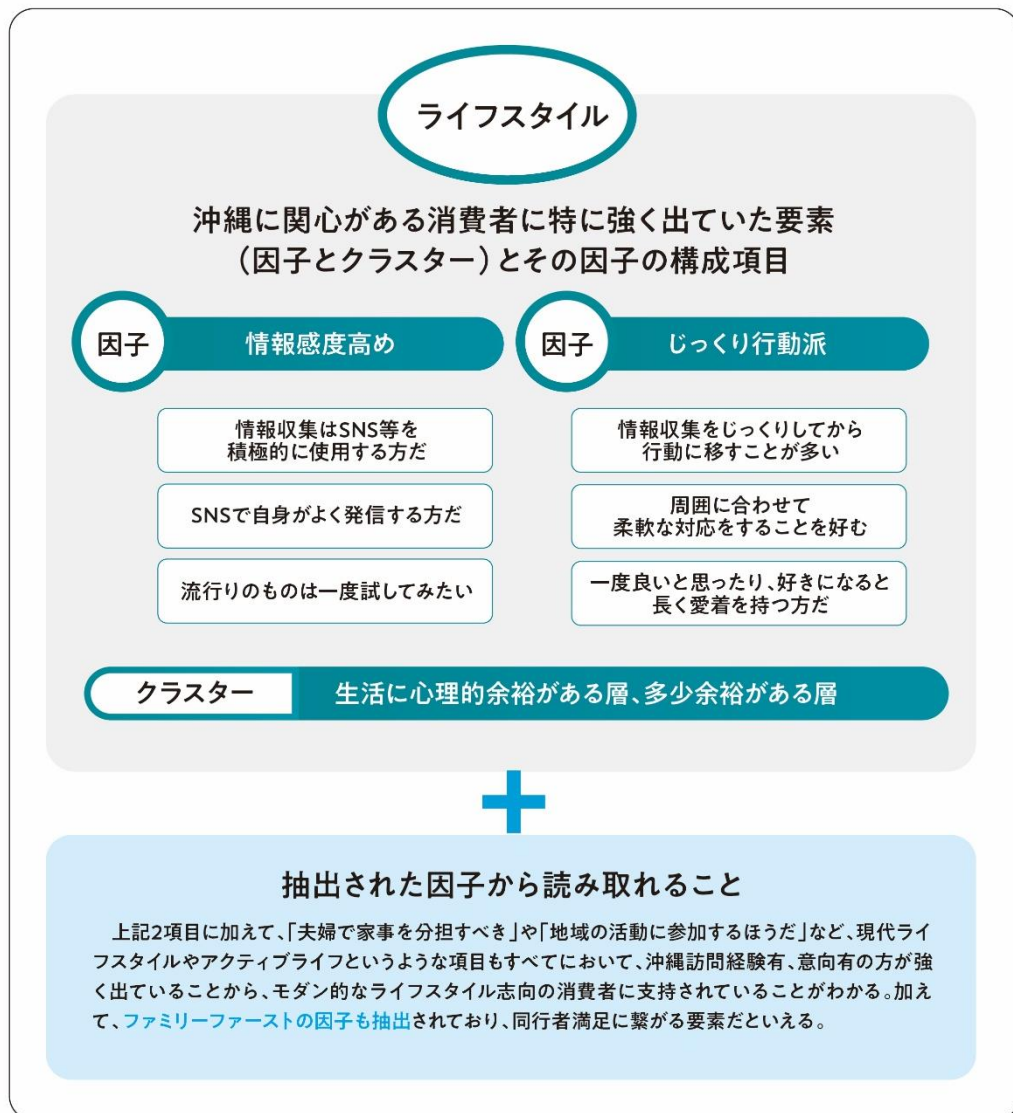 ライフスタイル
沖縄に関心がある消費者に特に強く出ていた要素
（因子とクラスター）とその因子の構成項目
因子
情報感度高め
情報収集はSNS等を
積極的に使用する方だ
SNSで自身がよく発信する方だ
流行りのものは一度試してみたい
因子
じっくり行動派
情報収集をじっくりしてから
行動に移すことが多い
周囲に合わせて
柔軟な対応をすることを好む
一度良いと思ったり、好きになると
長く愛着を持つ方だ
クラスター
生活に心理的余裕がある層、多少余裕がある層
+
抽出された因子から読み取れること
上記2項目に加えて、「夫婦で家事を分担すべき」や「地域の活動に参加するほうだ」など、現代ライ
フスタイルやアクティブライフというような項目もすべてにおいて、沖縄訪問経験有、意向有の方が強
く出ていることから、モダン的なライフスタイル志向の消費者に支持されていることがわかる。加え
て、ファミリーファーストの因子も抽出されており、同行者満足に繋がる要素だといえる。